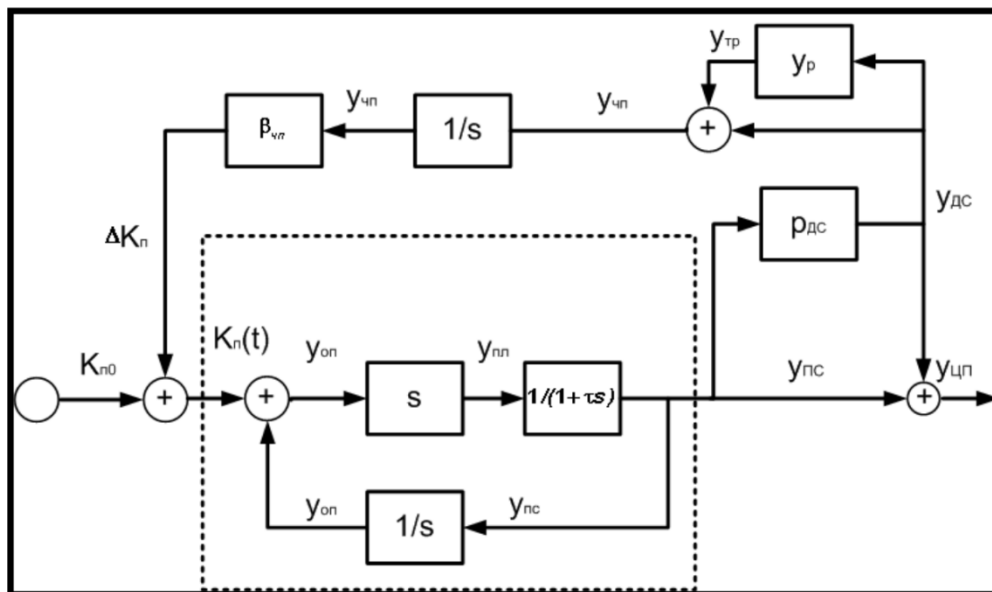 yтр
yр
yчп
yчп
βчп
1/s
+
yДС
ΔKп
pДС
Kп(t)
Kп0
yоп
yпл
yПС
yЦП
+
+
s
1/(1+τs)
+
yоп
1/s
yпс